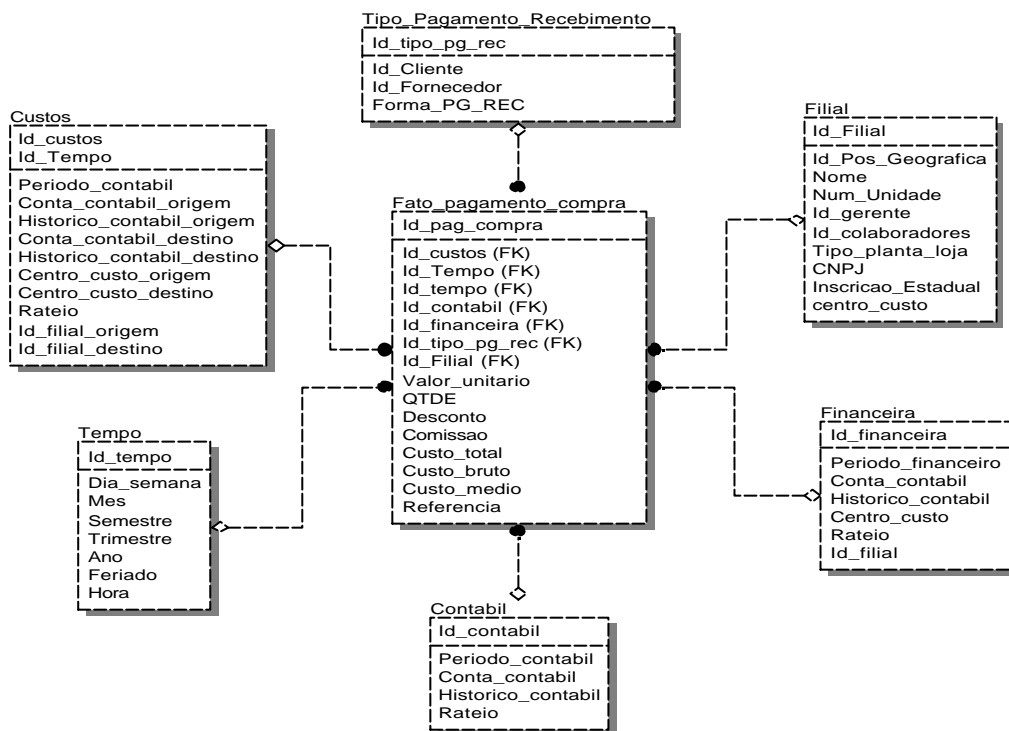 Tipo_Pagamento_Recebimento
Id_tipo_pg_rec
Id_Cliente
Id_Fornecedor
Forma_PG_REC
Custos
Id_custos
Id_Tempo
Periodo_contabil
Conta_contabil_origem
Historico_contabil_origem
Conta_contabil_destino
Historico_contabil_destino
Centro_custo_origem
Centro_custo_destino
Rateio
Id_filial_origem
Id_filial_destino
Filial
Id_Filial
Id_Pos_Geografica
Nome
Num_Unidade
Id_gerente
Id_colaboradores
Tipo_planta_loja
CNPJ
Inscricao_Estadual
centro_custo
Fato_pagamento_compra
Id_pag_compra
Id_custos (FK)
Id_Tempo (FK)
Id_tempo (FK)
Id_contabil (FK)
Id_financeira (FK)
Id_tipo_pg_rec (FK)
Id_Filial (FK)
Valor_unitario
QTDE
Desconto
Comissao
Custo_total
Custo_bruto
Custo_medio
Referencia
Tempo
Id_tempo
Dia_semana
Mes
Semestre
Trimestre
Ano
Feriado
Hora
Financeira
Id_financeira
Periodo_financeiro
Conta_contabil
Historico_contabil
Centro_custo
Rateio
Id_filial
Contabil
Id_contabil
Periodo_contabil
Conta_contabil
Historico_contabil
Rateio